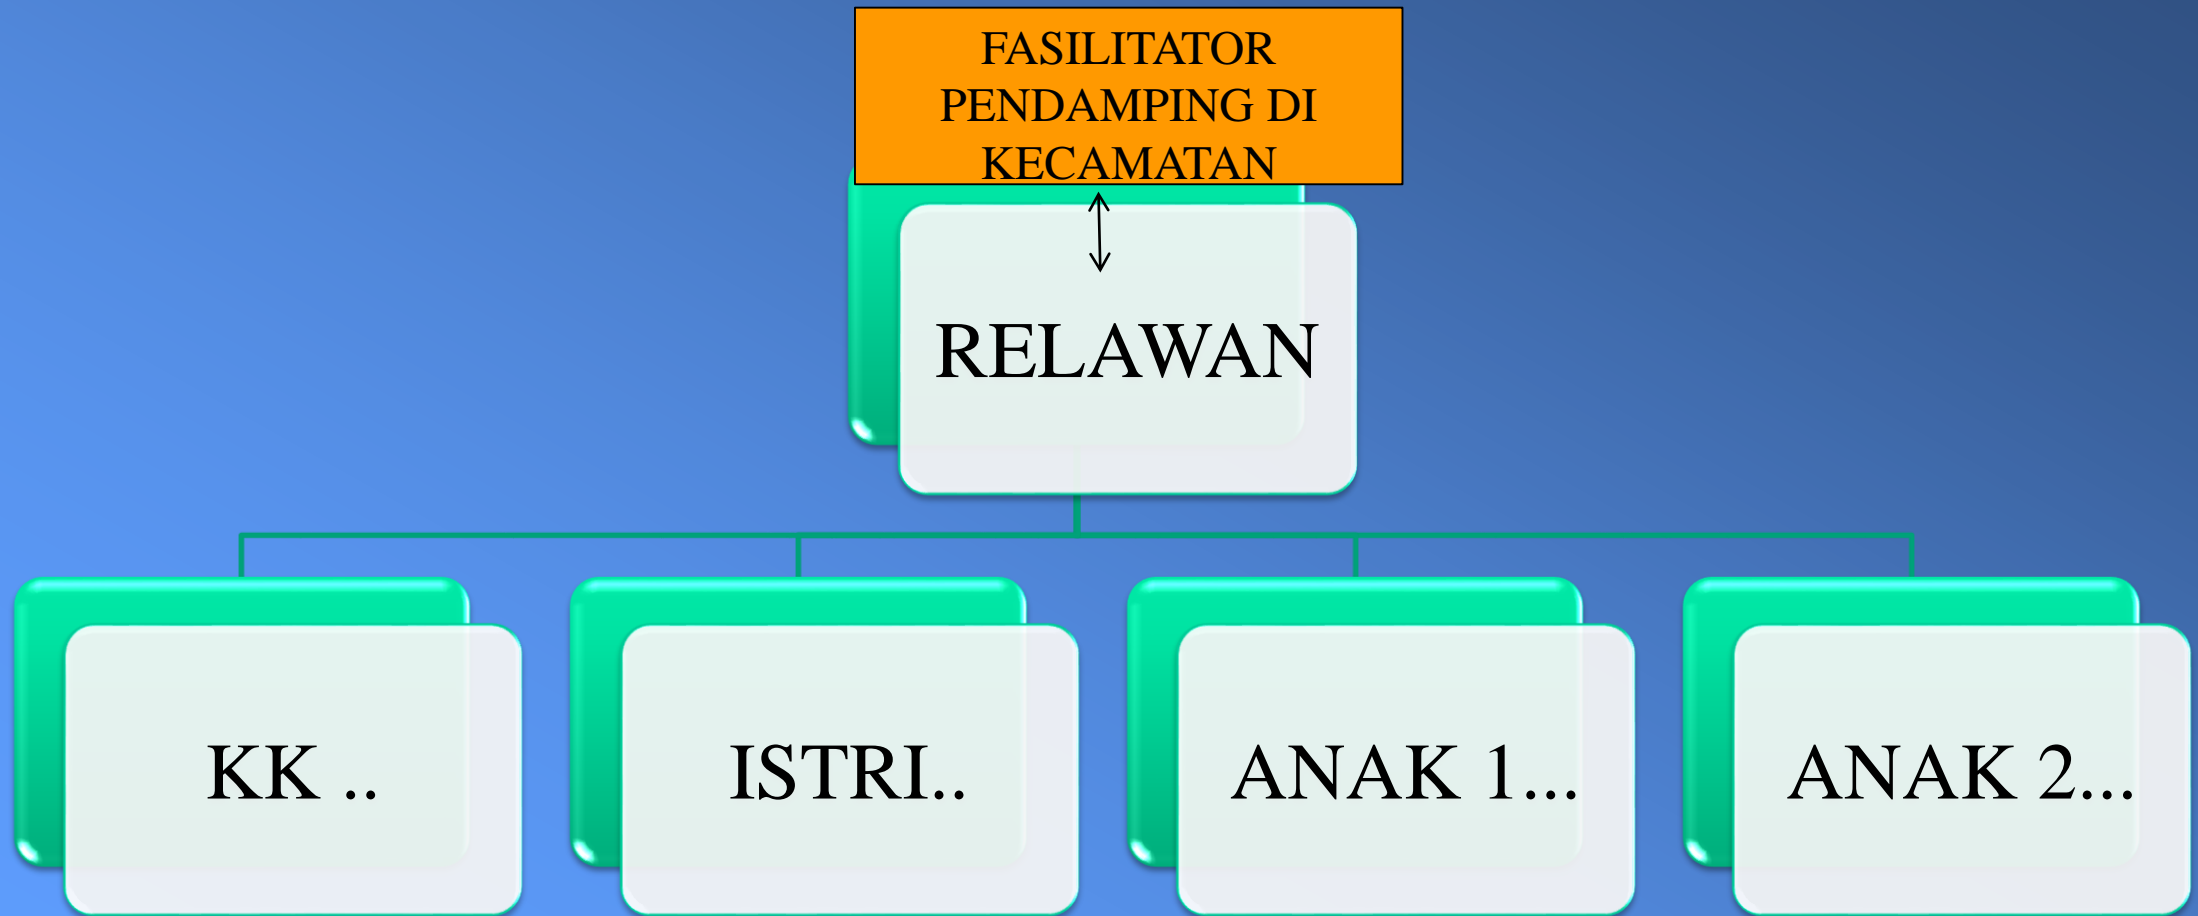 FASILITATOR
PENDAMPING DI
KECAMATAN
RELAWAN
KK ..
ISTRI..
ANAK 1...
ANAK 2...